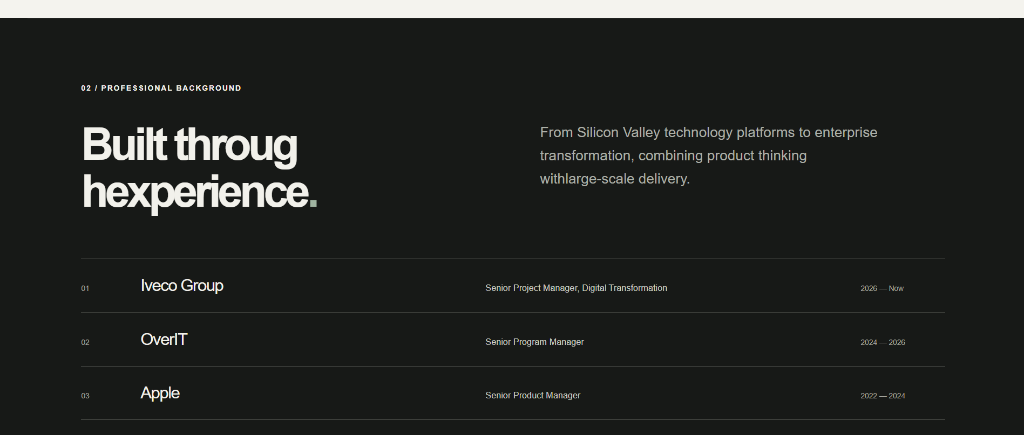 02 / PROFESSIONAL BACKGROUND
Built throug
hexperience.
From Silicon Valley technology platforms to enterprise
transformation, combining product thinking
withlarge-scale delivery.
01 Iveco Group Senior Project Manager, Digital Transformation 2026 — Now
02 OverIT Senior Program Manager 2024 — 2026
03 Apple Senior Product Manager 2022 — 2024